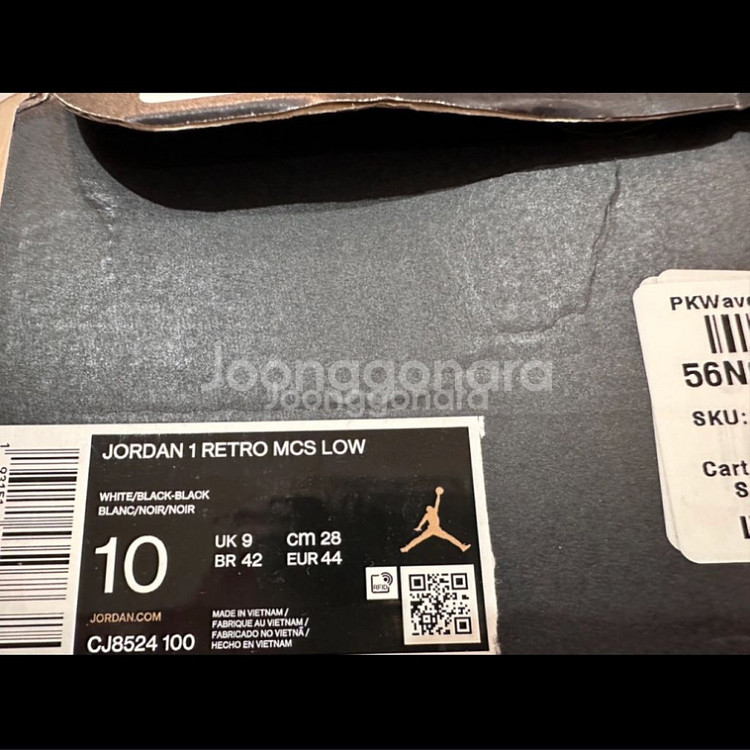 PKWave
56N
SKU:
Joonggonara
Joonggonara
JORDAN 1 RETRO MCS LOW
WHITE/BLACK-BLACK
BLANC/NOIR/NOIR
10
UK 9 cm 28
BR 42 EUR 44
RFID
JORDAN.COM
CJ8524 100
MADE IN VIETNAM /
FABRIQUE AU VIETNAM /
FABRICADO NO VIETNÃ /
HECHO EN VIETNAM